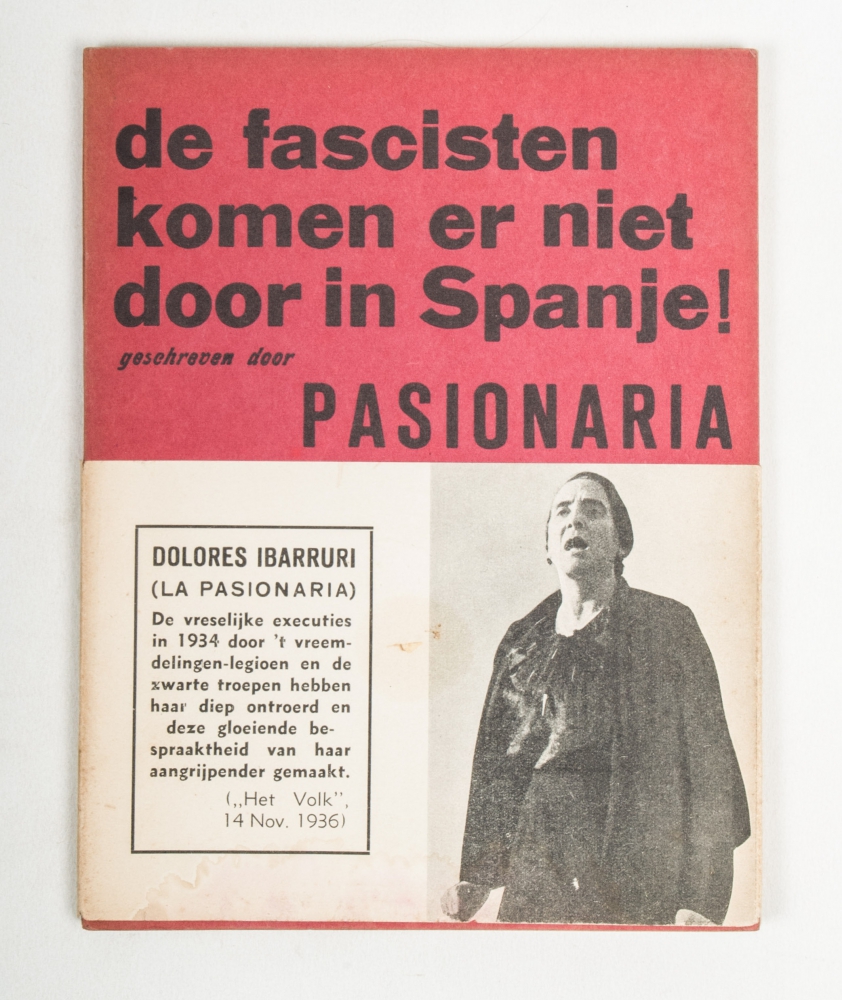 de fascisten
komen er niet
door in Spanje!
geschreven door
PASIONARIA
DOLORES IBARRURI
(LA PASIONARIA)
De vreselijke executies
in 1934 door 't vreem-
delingen-legioen en de
zwarte troepen hebben
haar diep ontroerd en
deze gloeiende be-
spraaktheid van haar
aangrijpender gemaakt.
(„Het Volk”,
14 Nov. 1936)